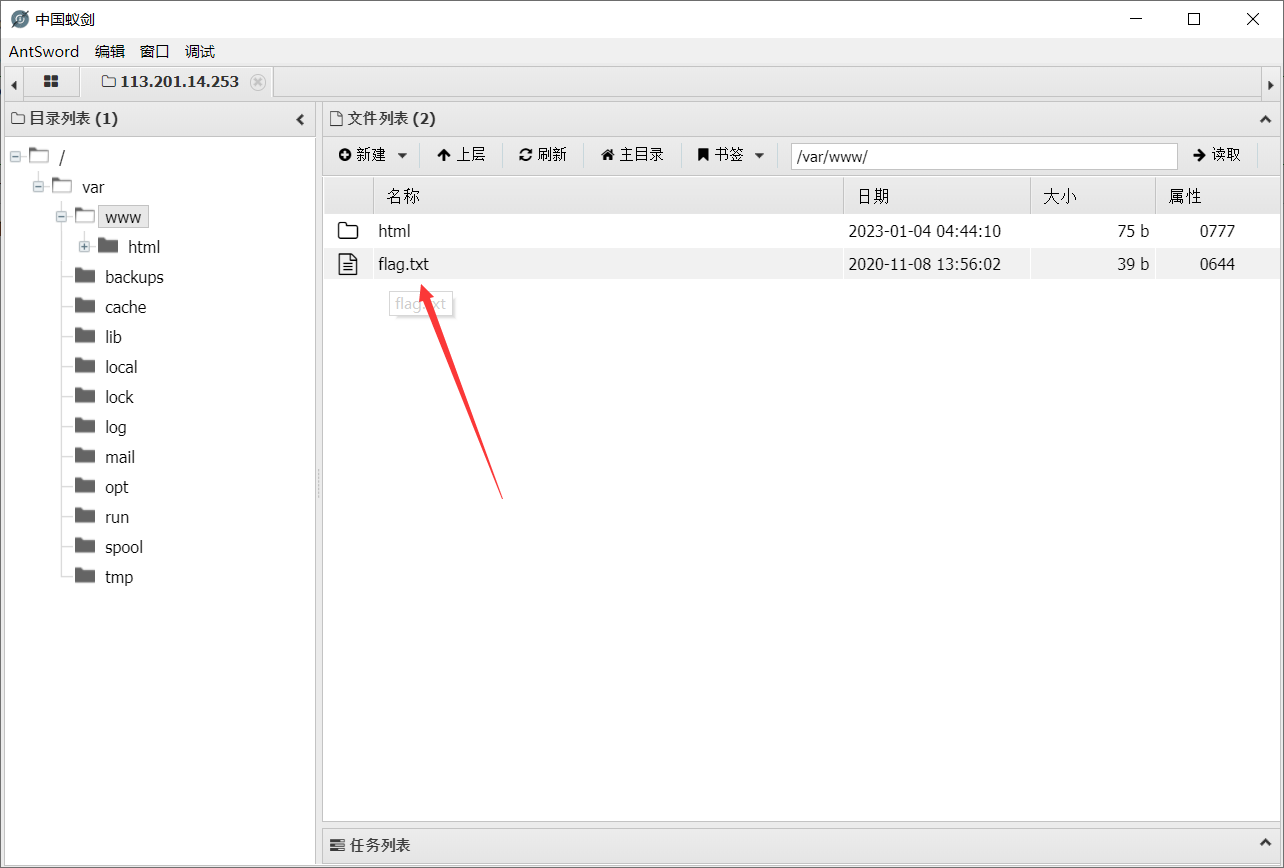 中国蚁剑
AntSword 编辑 窗口 调试
113.201.14.253
目录列表 (1)
/
var
www
html
backups
cache
lib
local
lock
log
mail
opt
run
spool
tmp
文件列表 (2)
新建 上层 刷新 主目录 书签 /var/www/ 读取
名称 日期 大小 属性
html 2023-01-04 04:44:10 75 b 0777
flag.txt 2020-11-08 13:56:02 39 b 0644
flag.txt
任务列表